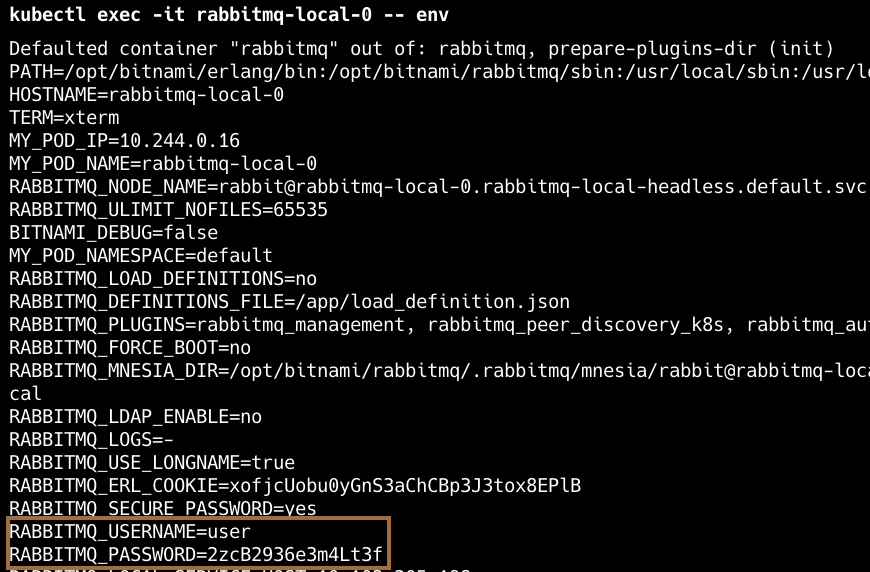 kubectl exec -it rabbitmq-local-0 -- env
Defaulted container "rabbitmq" out of: rabbitmq, prepare-plugins-dir (init)
PATH=/opt/bitnami/erlang/bin:/opt/bitnami/rabbitmq/sbin:/usr/local/sbin:/usr/l
HOSTNAME=rabbitmq-local-0
TERM=xterm
MY_POD_IP=10.244.0.16
MY_POD_NAME=rabbitmq-local-0
RABBITMQ_NODE_NAME=rabbit@rabbitmq-local-0.rabbitmq-local-headless.default.svc
RABBITMQ_ULIMIT_NOFILES=65535
BITNAMI_DEBUG=false
MY_POD_NAMESPACE=default
RABBITMQ_LOAD_DEFINITIONS=no
RABBITMQ_DEFINITIONS_FILE=/app/load_definition.json
RABBITMQ_PLUGINS=rabbitmq_management, rabbitmq_peer_discovery_k8s, rabbitmq_au
RABBITMQ_FORCE_BOOT=no
RABBITMQ_MNESIA_DIR=/opt/bitnami/rabbitmq/.rabbitmq/mnesia/rabbit@rabbitmq-loc
cal
RABBITMQ_LDAP_ENABLE=no
RABBITMQ_LOGS=-
RABBITMQ_USE_LONGNAME=true
RABBITMQ_ERL_COOKIE=xofjcUobu0yGnS3aChCBp3J3tox8EPlB
RABBITMQ_SECURE_PASSWORD=yes
RABBITMQ_USERNAME=user
RABBITMQ_PASSWORD=2zcB2936e3m4Lt3f